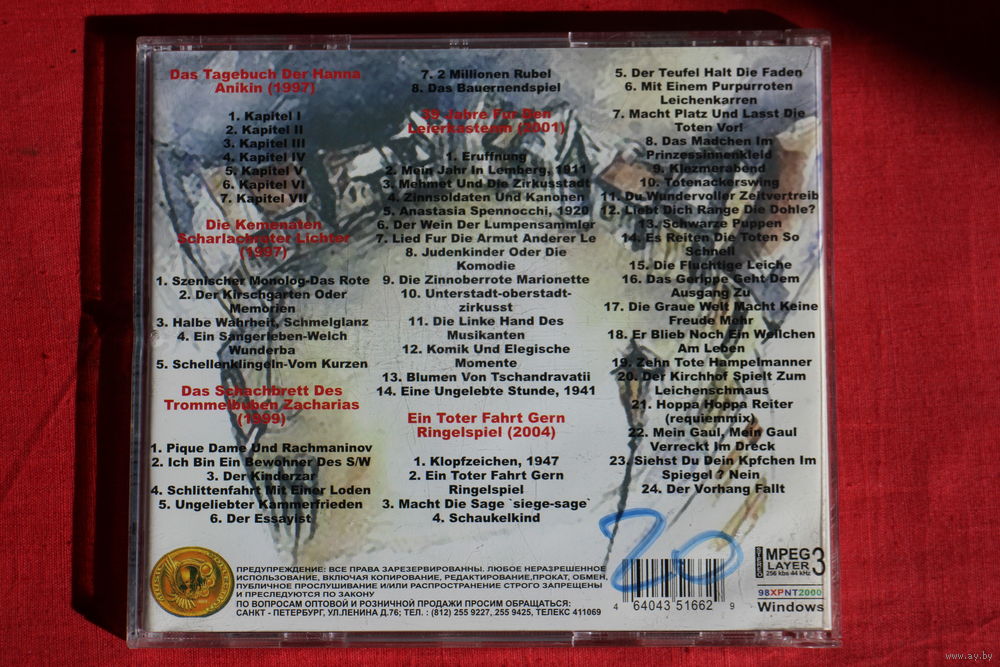 Das Tagebuch Der Hanna
Anikin (1997)
1. Kapitel I
2. Kapitel II
3. Kapitel III
4. Kapitel IV
5. Kapitel V
6. Kapitel VI
7. Kapitel VII
Die Kemenaten
Scharlachroter Lichter
(1997)
1. Szenischer Monolog-Das Rote
2. Der Kirschgarten Oder
Memorien
3. Halbe Wahrheit, Schmelglanz
4. Ein Sangerleben-Welch
Wunderba
5. Schellenklingeln-Vom Kurzen
Das Schachbrett Des
Trommelbuben Zacharias
(1999)
1. Pique Dame Und Rachmaninov
2. Ich Bin Ein Bewohner Des S/W
3. Der Kinderzar
4. Schlittenfahrt Mit Einer Loden
5. Ungeliebter Kammerfrieden
6. Der Essayist
7. 2 Millionen Rubel
8. Das Bauernendspiel
39 Jahre Fur Den
Leierkastenm (2001)
1. Eruffnung
2. Mein Jahr In Lemberg, 1911
3. Mehmet Und Die Zirkusstadt
4. Zinnsoldaten Und Kanonen
5. Anastasia Spennocchi, 1920
6. Der Wein Der Lumpensammler
7. Lied Fur Die Armut Anderer Le
8. Judenkinder Oder Die
Komodie
9. Die Zinnoberrote Marionette
10. Unterstadt-oberstadt-
zirkusst
11. Die Linke Hand Des
Musikanten
12. Komik Und Elegische
Momente
13. Blumen Von Tschandravatii
14. Eine Ungelebte Stunde, 1941
Ein Toter Fahrt Gern
Ringelspiel (2004)
1. Klopfzeichen, 1947
2. Ein Toter Fahrt Gern
Ringelspiel
3. Macht Die Sage `siege-sage`
4. Schaukelkind
5. Der Teufel Halt Die Faden
6. Mit Einem Purpurroten
Leichenkarren
7. Macht Platz Und Lasst Die
Toten Vor!
8. Das Madchen Im
Prinzessinnenkleid
9. Klezmerabend
10. Totenackerswing
11. Du Wundervoller Zeitvertreib
12. Liebt Dich Range Die Dohle?
13. Schwarze Puppen
14. Es Reiten Die Toten So
Schnell
15. Die Fluchtige Leiche
16. Das Gerippe Geht Dem
Ausgang Zu
17. Die Graue Welt Macht Keine
Freude Mehr
18. Er Blieb Noch Ein Weilchen
Am Leben
19. Zehn Tote Hampelmanner
20. Der Kirchhof Spielt Zum
Leichenschmaus
21. Hoppa Hoppa Reiter
(requiemmix)
22. Mein Gaul, Mein Gaul
Verreckt Im Dreck
23. Siehst Du Dein Kpfchen Im
Spiegel ? Nein
24. Der Vorhang Fallt
20
ПРЕДУПРЕЖДЕНИЕ: ВСЕ ПРАВА ЗАРЕЗЕРВИРОВАННЫ. ЛЮБОЕ НЕРАЗРЕШЕННОЕ
ИСПОЛЬЗОВАНИЕ, ВКЛЮЧАЯ КОПИРОВАНИЕ, РЕДАКТИРОВАНИЕ,ПРОКАТ, ОБМЕН,
ПУБЛИЧНОЕ ПРОСЛУШИВАНИЕ И/ИЛИ РАСПРОСТРАНЕНИЕ СТРОГО ЗАПРЕЩЕНЫ
И ПРЕСЛЕДУЮТСЯ ПО ЗАКОНУ
ПО ВОПРОСАМ ОПТОВОЙ И РОЗНИЧНОЙ ПРОДАЖИ ПРОСИМ ОБРАЩАТЬСЯ:
САНКТ - ПЕТЕРБУРГ, УЛ.ЛЕНИНА Д.76; ТЕЛ. : (812) 255 9227, 255 9425, ТЕЛЕКС 411069
4 64043 51662 9
MPEG
LAYER 3
256 kbs 44 kHz
98XPNT2000
Windows
www.ay.by